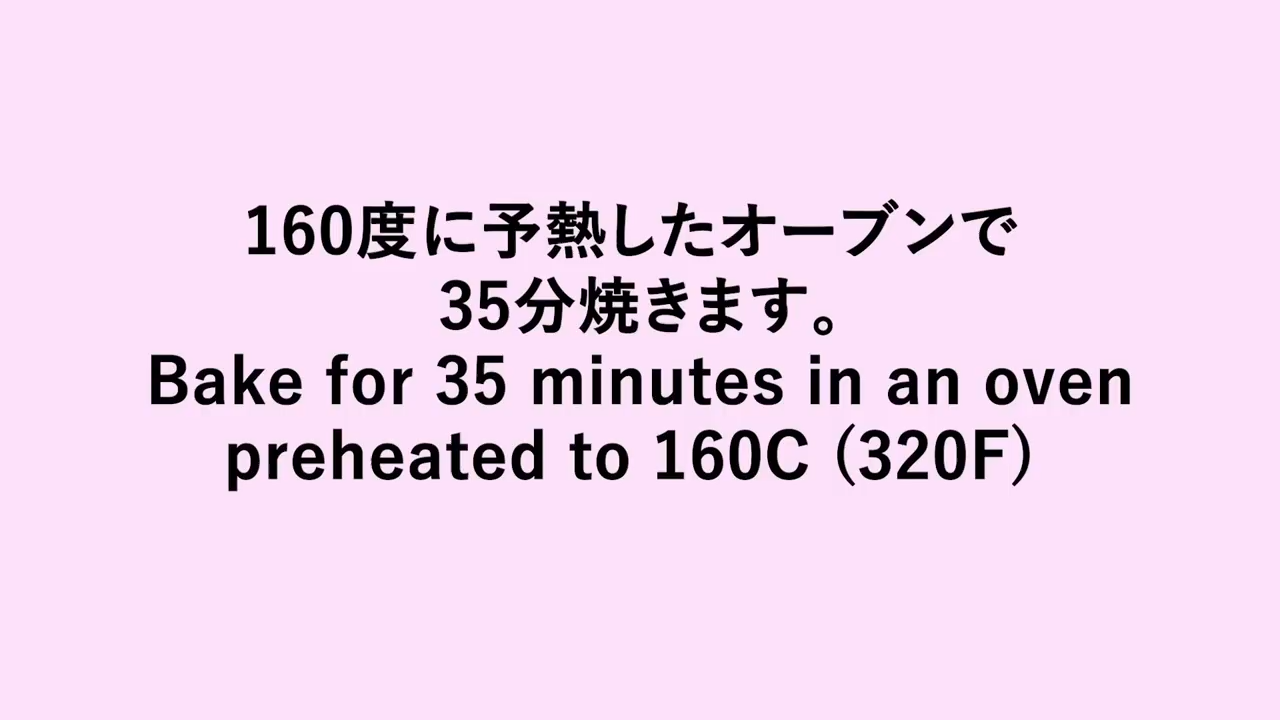 160度に予熱したオーブンで
35分焼きます。
Bake for 35 minutes in an oven
preheated to 160C (320F)